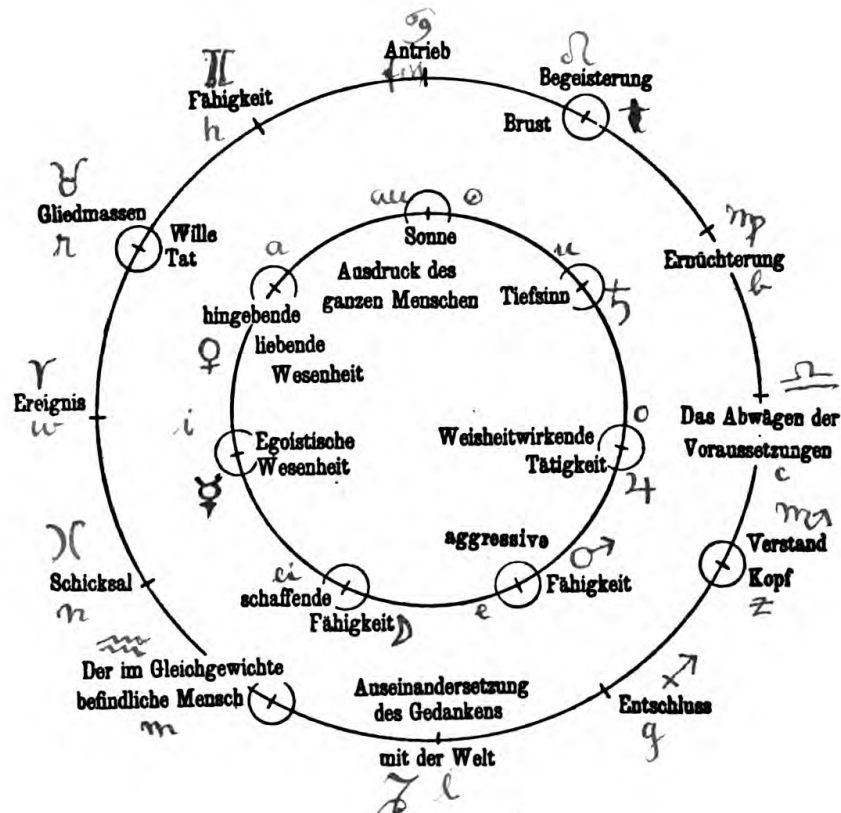 ♋
Antrieb
♊
Fähigkeit
h
♌
Begeisterung
Brust
t
♉
Gliedmassen
r
Wille
Tat
♍
Ernüchterung
b
au
☉
Sonne
Ausdruck des
ganzen Menschen
a
hingebende
liebende
Wesenheit
♀
u
Tiefsinn
♄
♈
Ereignis
w
i
Egoistische
Wesenheit
☿
o
Weisheitwirkende
Tätigkeit
♃
♎
Das Abwägen der
Voraussetzungen
c
♓
Schicksal
n
ei
schaffende
Fähigkeit
☽
aggressive
♂
Fähigkeit
e
♏
Verstand
Kopf
z
♒
Der im Gleichgewichte
befindliche Mensch
m
Auseinandersetzung
des Gedankens
mit der Welt
♑ l
♐
Entschluss
g